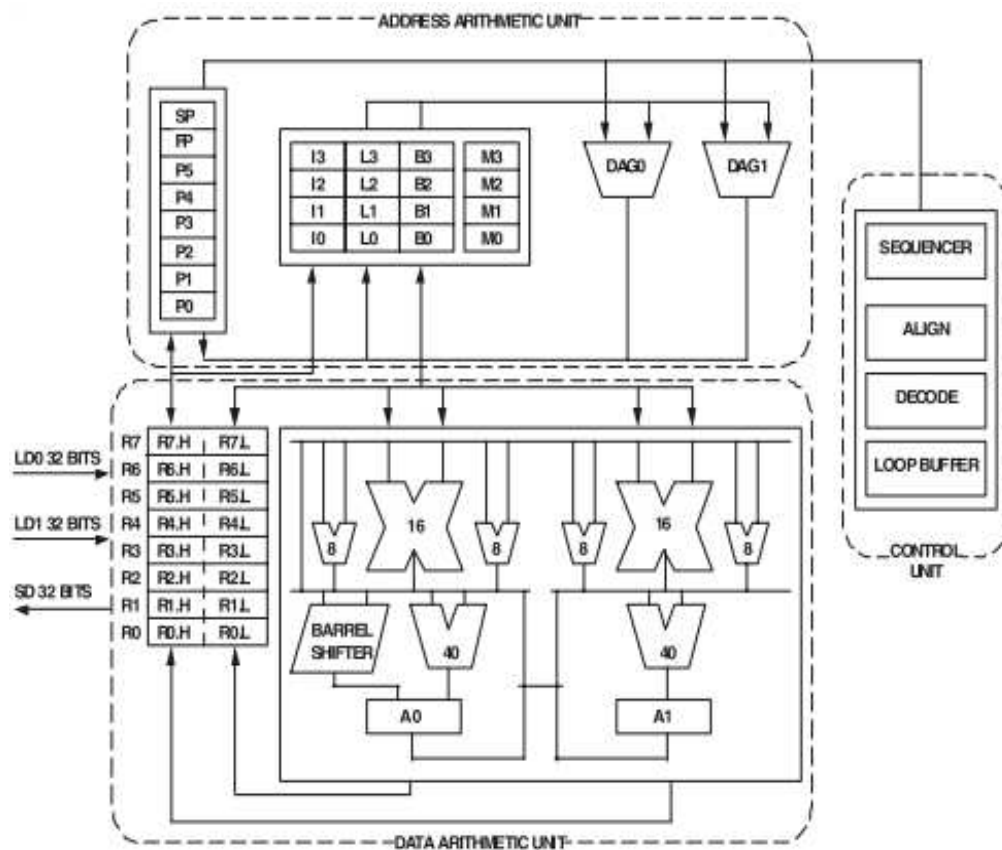 ADDRESS ARITHMETIC UNIT
SP
FP
P5
P4
P3
P2
P1
P0
I3 L3 B3 M3
I2 L2 B2 M2
I1 L1 B1 M1
I0 L0 B0 M0
DAG0
DAG1
SEQUENCER
ALIGN
DECODE
LOOP BUFFER
CONTROL
UNIT
LD0 32 BITS
LD1 32 BITS
SD 32 BITS
R7 R7.H R7.L
R6 R6.H R6.L
R5 R5.H R5.L
R4 R4.H R4.L
R3 R3.H R3.L
R2 R2.H R2.L
R1 R1.H R1.L
R0 R0.H R0.L
8
16
8
8
16
8
BARREL
SHIFTER
40
40
A0
A1
DATA ARITHMETIC UNIT